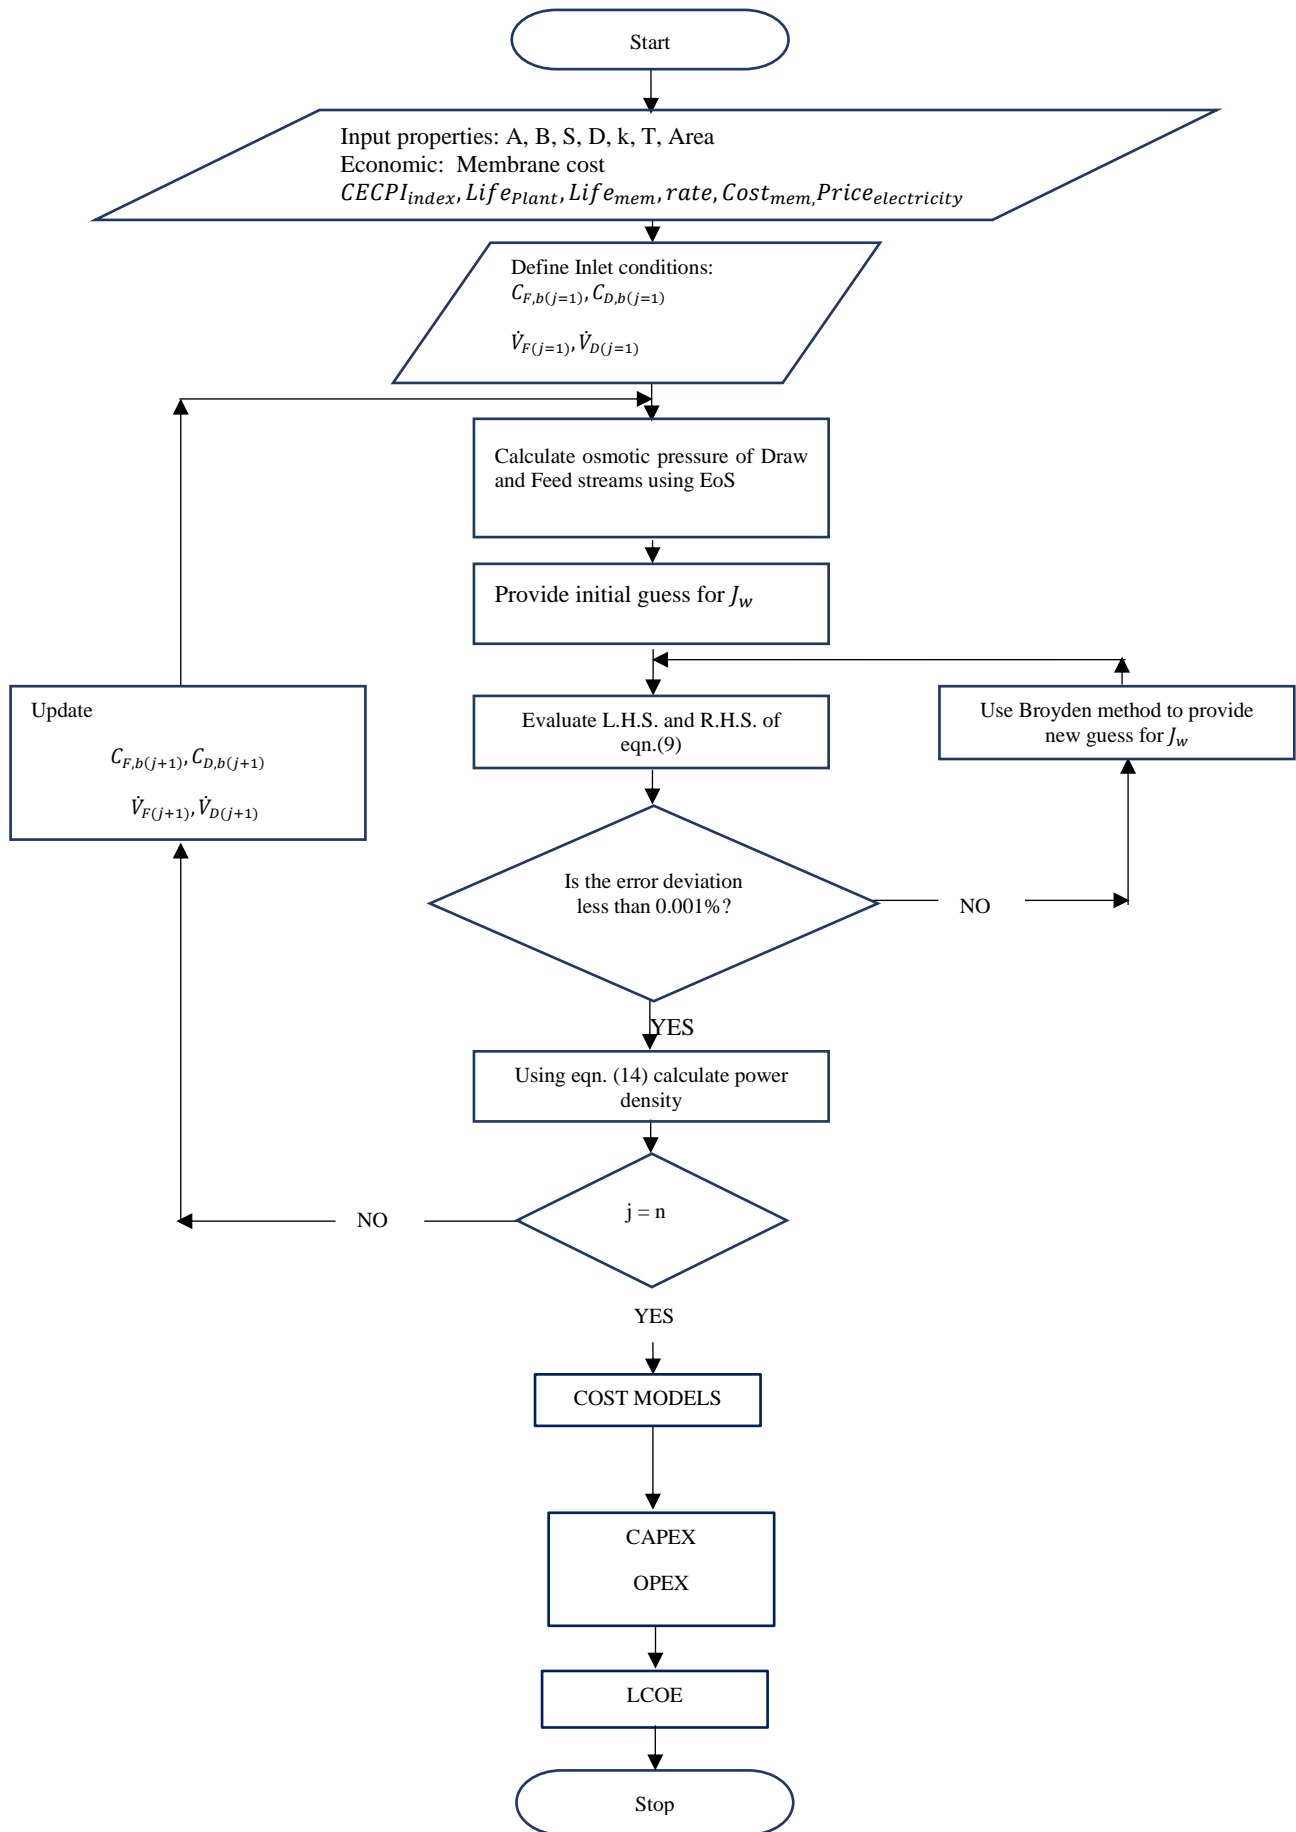 Start
Input properties: A, B, S, D, k, T, Area
Economic:  Membrane cost
CECPI_index, Life_Plant, Life_mem, rate, Cost_mem, Price_electricity
Define Inlet conditions:
C_F,b(j=1), C_D,b(j=1)
V̇_F(j=1), V̇_D(j=1)
Calculate osmotic pressure of Draw
and Feed streams using EoS
Provide initial guess for J_w
Update
C_F,b(j+1), C_D,b(j+1)
V̇_F(j+1), V̇_D(j+1)
Evaluate L.H.S. and R.H.S. of
eqn.(9)
Use Broyden method to provide
new guess for J_w
Is the error deviation
less than 0.001%?
NO
YES
Using eqn. (14) calculate power
density
j = n
NO
YES
COST MODELS
CAPEX
OPEX
LCOE
Stop